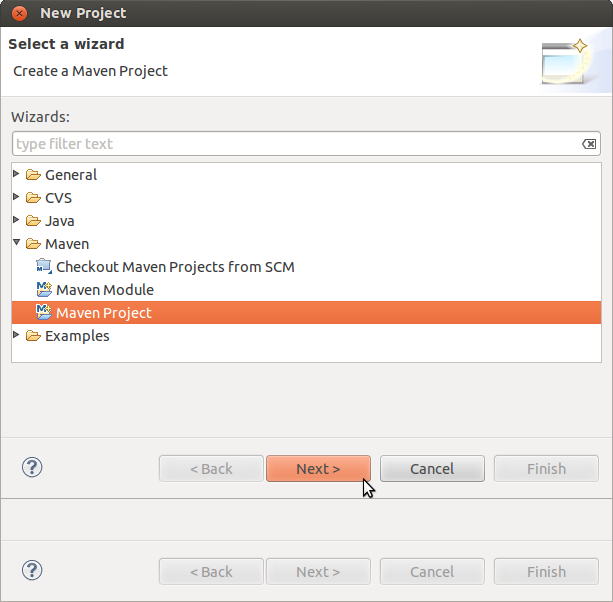 New Project
Select a wizard
Create a Maven Project
Wizards:
type filter text
General
CVS
Java
Maven
Checkout Maven Projects from SCM
Maven Module
Maven Project
Examples
? < Back Next > Cancel Finish
? < Back Next > Cancel Finish